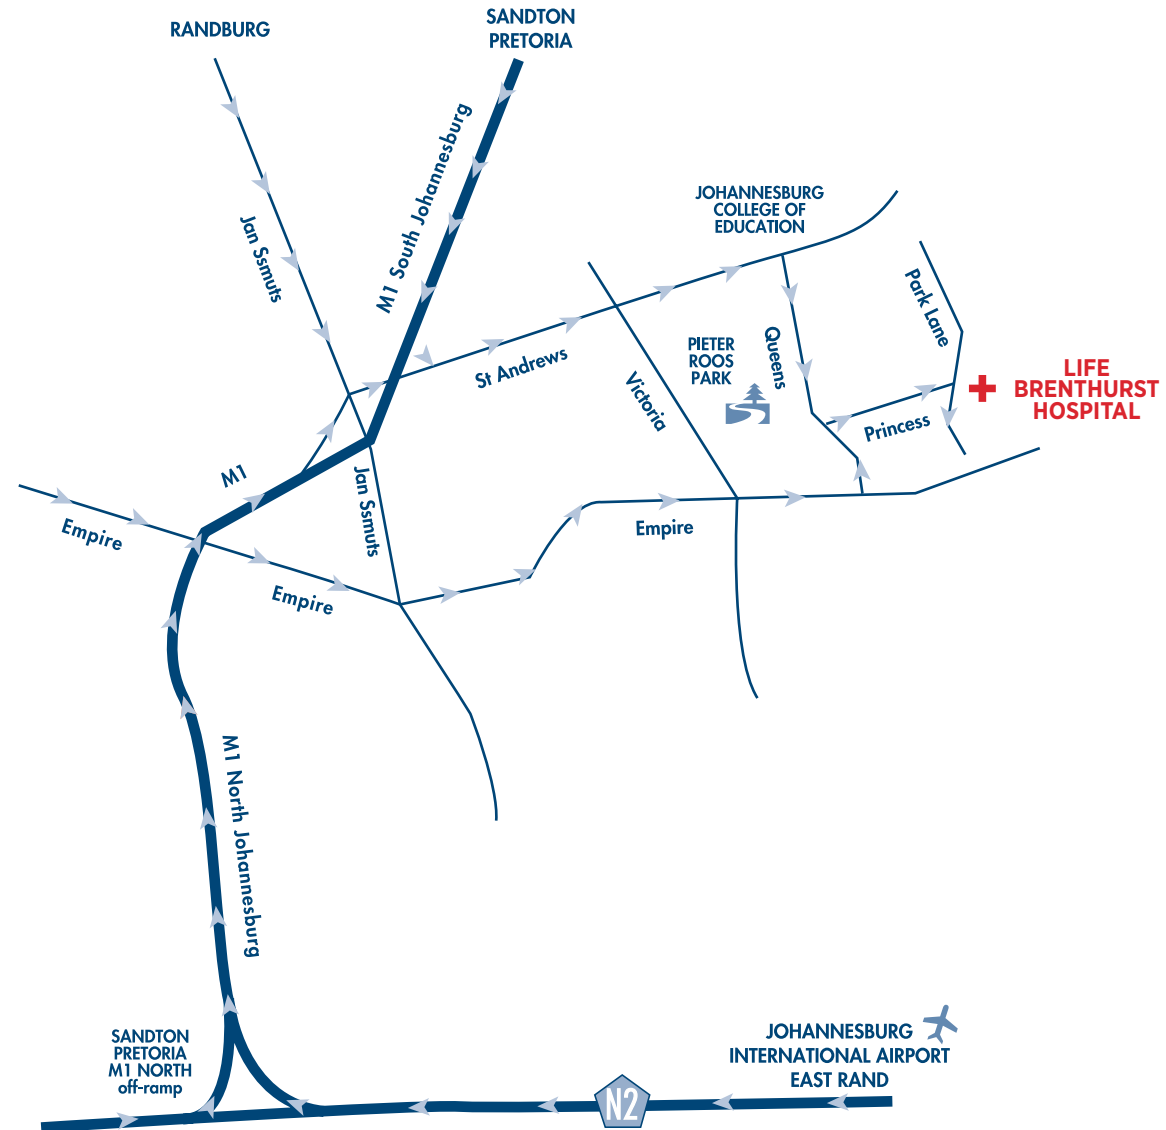 RANDBURG
SANDTON
PRETORIA
M1 South Johannesburg
Jan Ssmuts
JOHANNESBURG
COLLEGE OF
EDUCATION
Park Lane
St Andrews
Victoria
PIETER
ROOS
PARK
Queens
Princess
LIFE
BRENTHURST
HOSPITAL
M1
Jan Ssmuts
Empire
Empire
Empire
M1 North Johannesburg
SANDTON
PRETORIA
M1 NORTH
off-ramp
N2
JOHANNESBURG
INTERNATIONAL AIRPORT
EAST RAND